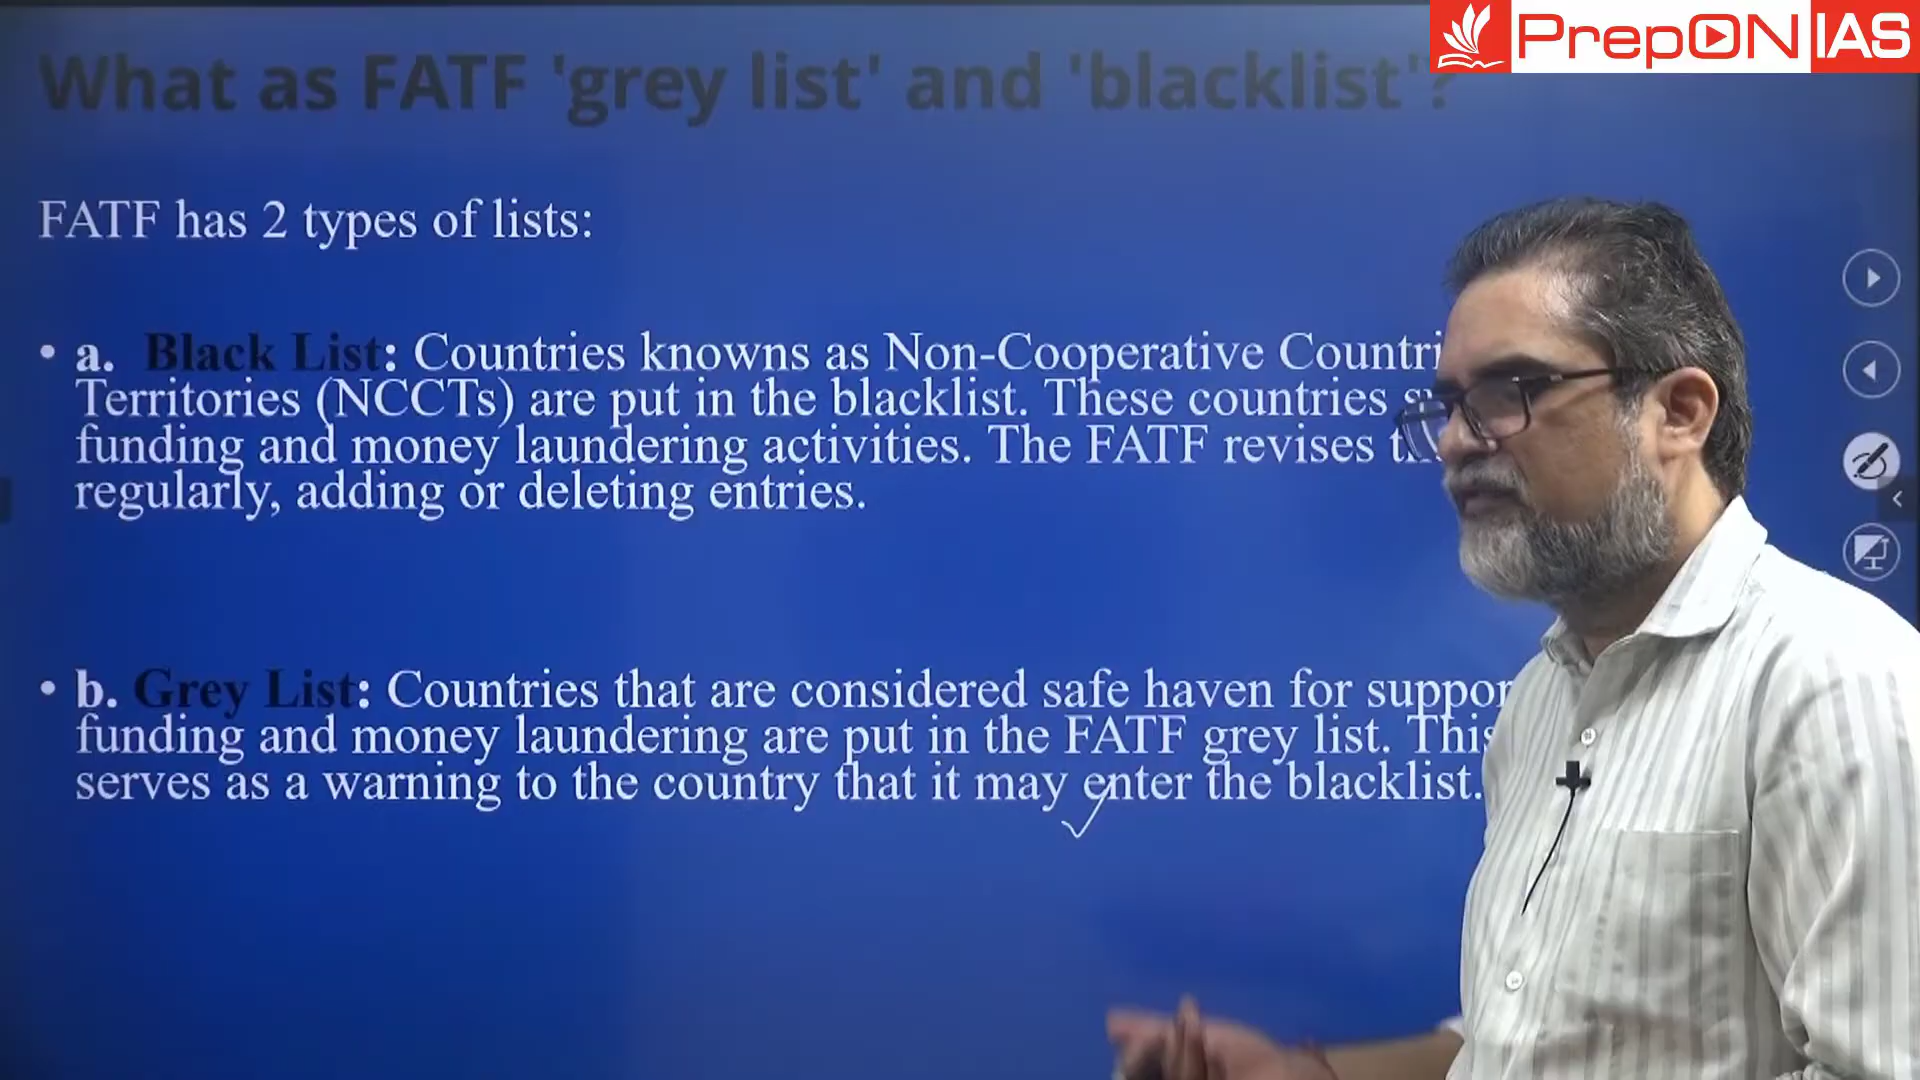 PrepON IAS
What as FATF 'grey list' and 'blacklist'?
FATF has 2 types of lists:
• a. Black List: Countries knowns as Non-Cooperative
Territories (NCCTs) are put in the blacklist. These countries
funding and money laundering activities. The FATF revises
regularly, adding or deleting entries.
• b. Grey List: Countries that are considered safe haven for
funding and money laundering are put in the FATF grey list. This
serves as a warning to the country that it may enter the blacklist.